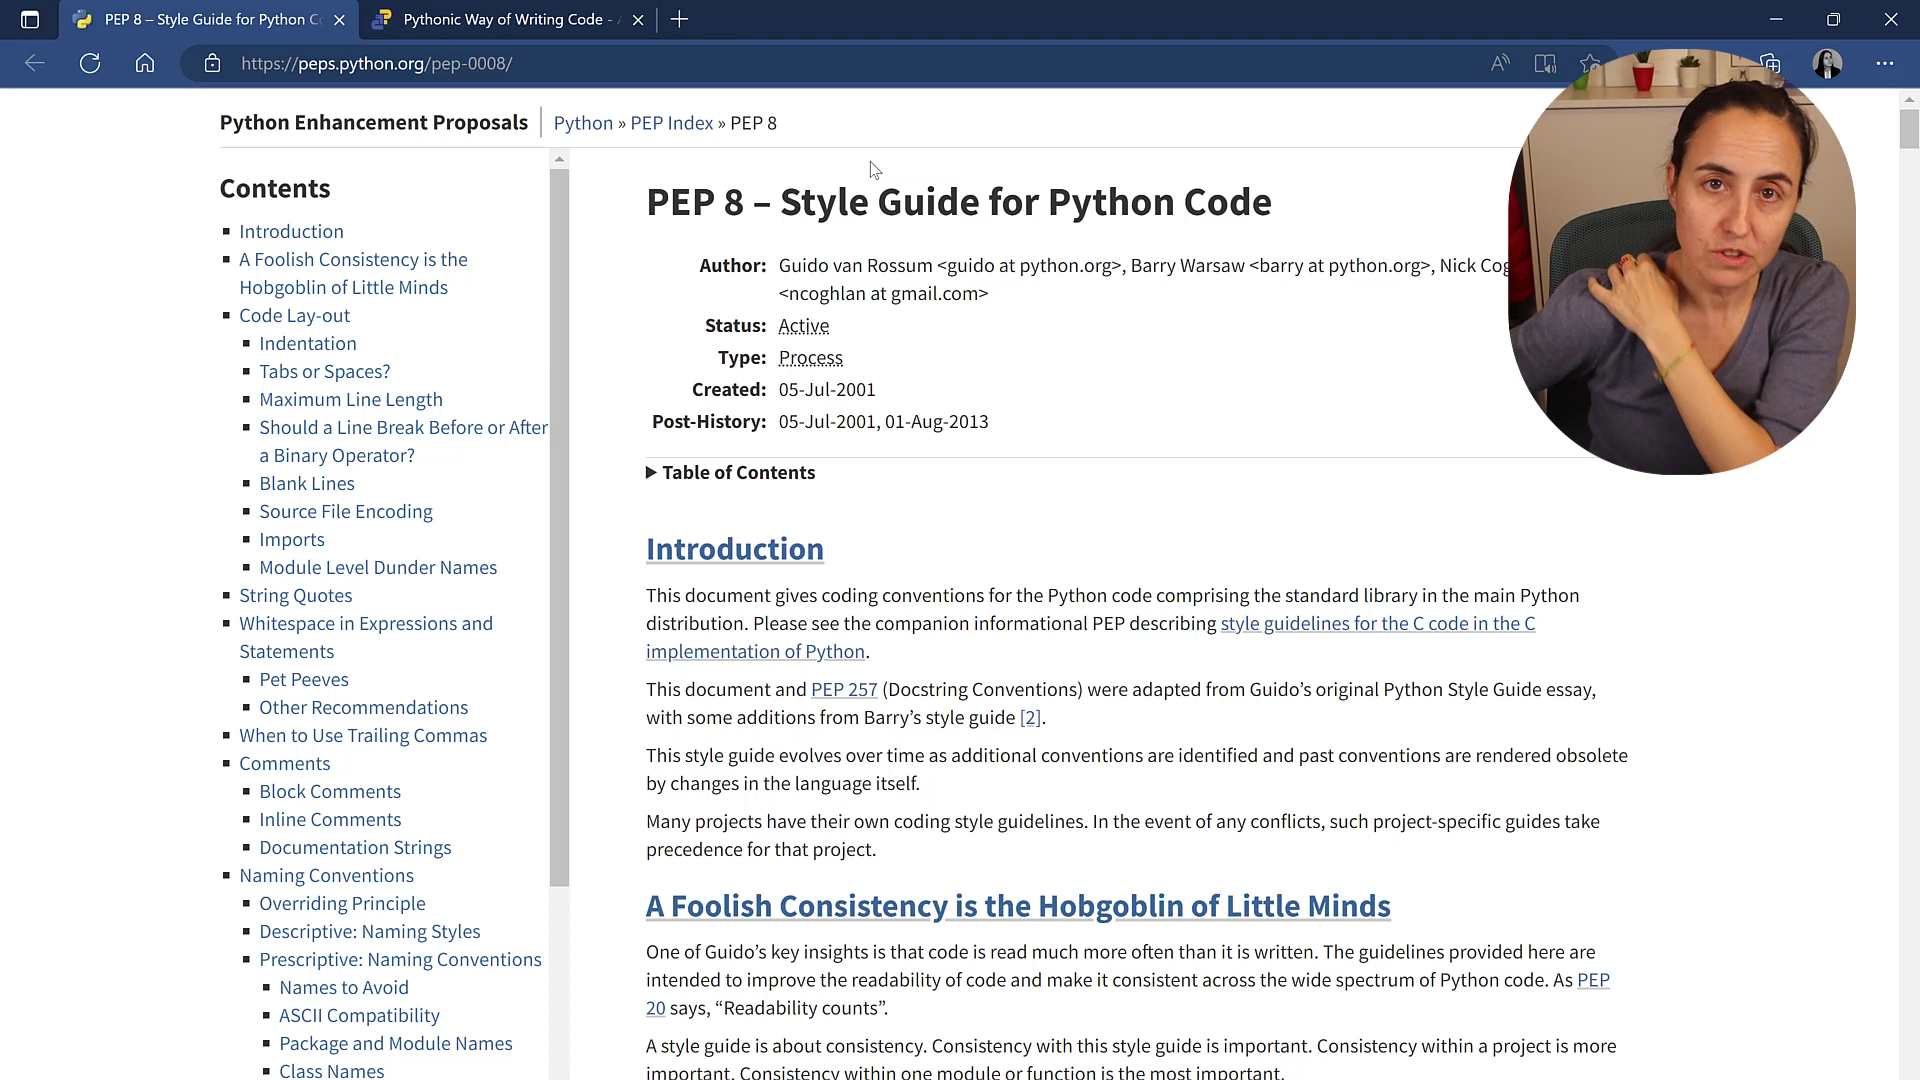 PEP 8 – Style Guide for Python C
Pythonic Way of Writing Code -
https://peps.python.org/pep-0008/
Python Enhancement Proposals
Python » PEP Index » PEP 8
Contents
Introduction
A Foolish Consistency is the
Hobgoblin of Little Minds
Code Lay-out
Indentation
Tabs or Spaces?
Maximum Line Length
Should a Line Break Before or After
a Binary Operator?
Blank Lines
Source File Encoding
Imports
Module Level Dunder Names
String Quotes
Whitespace in Expressions and
Statements
Pet Peeves
Other Recommendations
When to Use Trailing Commas
Comments
Block Comments
Inline Comments
Documentation Strings
Naming Conventions
Overriding Principle
Descriptive: Naming Styles
Prescriptive: Naming Conventions
Names to Avoid
ASCII Compatibility
Package and Module Names
Class Names
PEP 8 – Style Guide for Python Code
Author: Guido van Rossum <guido at python.org>, Barry Warsaw <barry at python.org>, Nick Cog
<ncoghlan at gmail.com>
Status: Active
Type: Process
Created: 05-Jul-2001
Post-History: 05-Jul-2001, 01-Aug-2013
Table of Contents
Introduction
This document gives coding conventions for the Python code comprising the standard library in the main Python
distribution. Please see the companion informational PEP describing style guidelines for the C code in the C
implementation of Python.
This document and PEP 257 (Docstring Conventions) were adapted from Guido’s original Python Style Guide essay,
with some additions from Barry’s style guide [2].
This style guide evolves over time as additional conventions are identified and past conventions are rendered obsolete
by changes in the language itself.
Many projects have their own coding style guidelines. In the event of any conflicts, such project-specific guides take
precedence for that project.
A Foolish Consistency is the Hobgoblin of Little Minds
One of Guido’s key insights is that code is read much more often than it is written. The guidelines provided here are
intended to improve the readability of code and make it consistent across the wide spectrum of Python code. As PEP
20 says, “Readability counts”.
A style guide is about consistency. Consistency with this style guide is important. Consistency within a project is more
important. Consistency within one module or function is the most important.